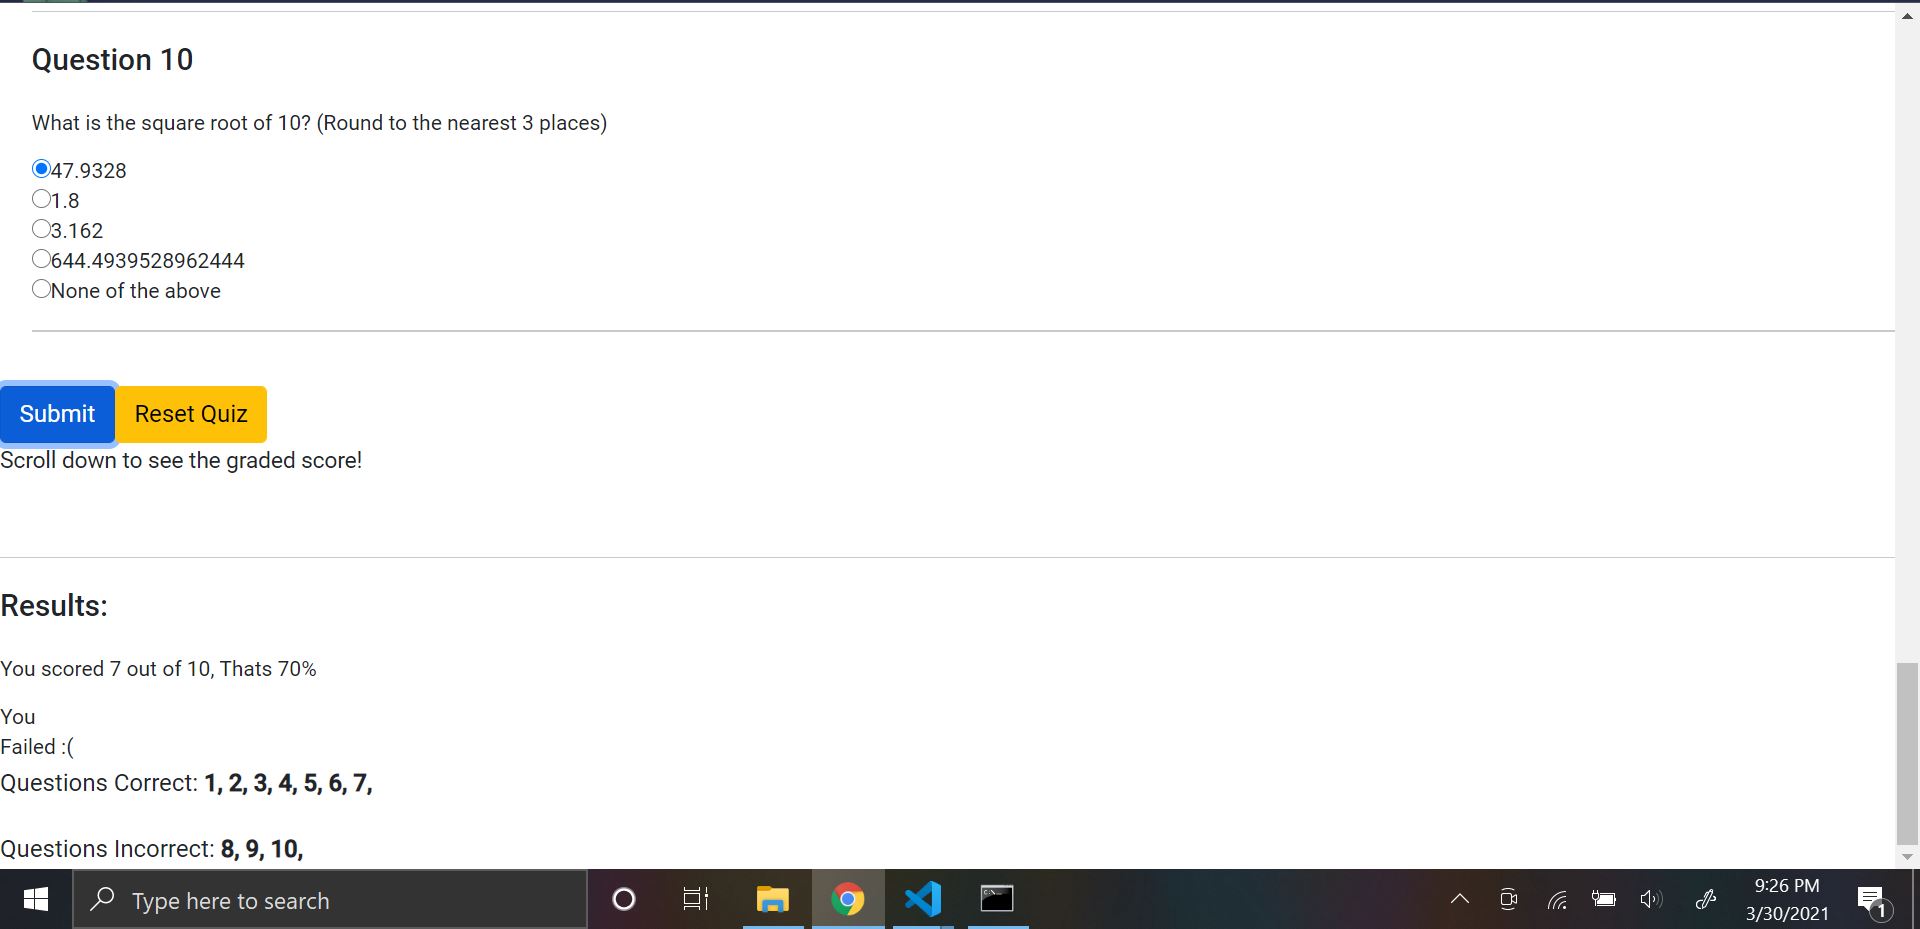 Question 10
What is the square root of 10? (Round to the nearest 3 places)
47.9328
1.8
3.162
644.4939528962444
None of the above
Submit
Reset Quiz
Scroll down to see the graded score!
Results:
You scored 7 out of 10, Thats 70%
You
Failed :(
Questions Correct: 1, 2, 3, 4, 5, 6, 7,
Questions Incorrect: 8, 9, 10,
Type here to search
9:26 PM
3/30/2021
1